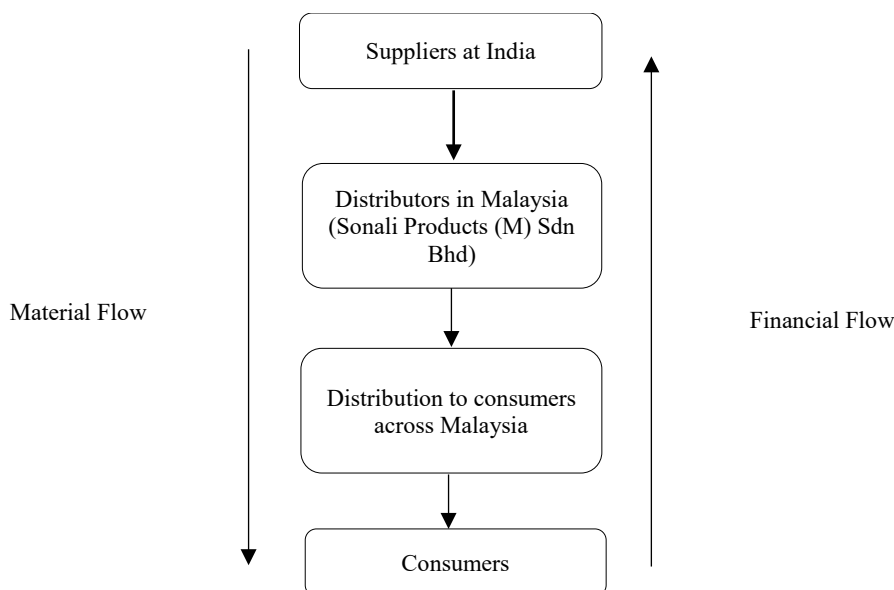 Suppliers at India
Distributors in Malaysia
(Sonali Products (M) Sdn
Bhd)
Material Flow
Financial Flow
Distribution to consumers
across Malaysia
Consumers